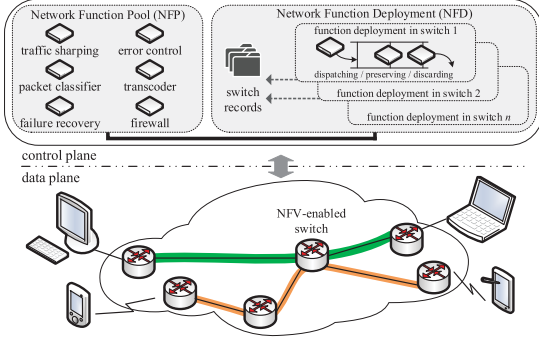 Network Function Pool (NFP)
traffic sharping
error control
packet classifier
transcoder
failure recovery
firewall
Network Function Deployment (NFD)
switch
records
function deployment in switch 1
dispatching / preserving / discarding
function deployment in switch 2
function deployment in switch n
control plane
data plane
NFV-enabled
switch